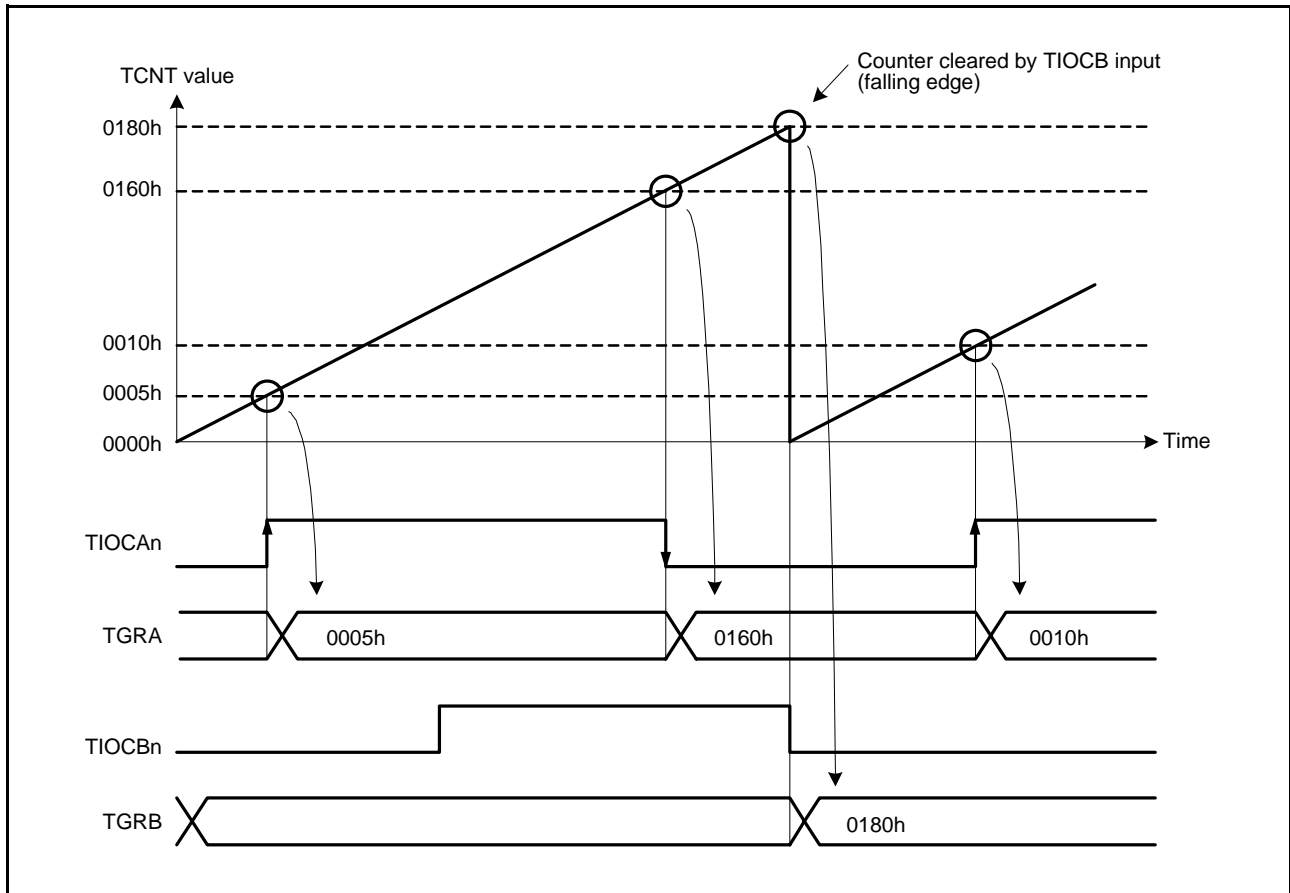 Counter cleared by TIOCB input
(falling edge)
TCNT value
0180h
0160h
0010h
0005h
0000h
Time
TIOCAn
TGRA
0005h
0160h
0010h
TIOCBn
TGRB
0180h